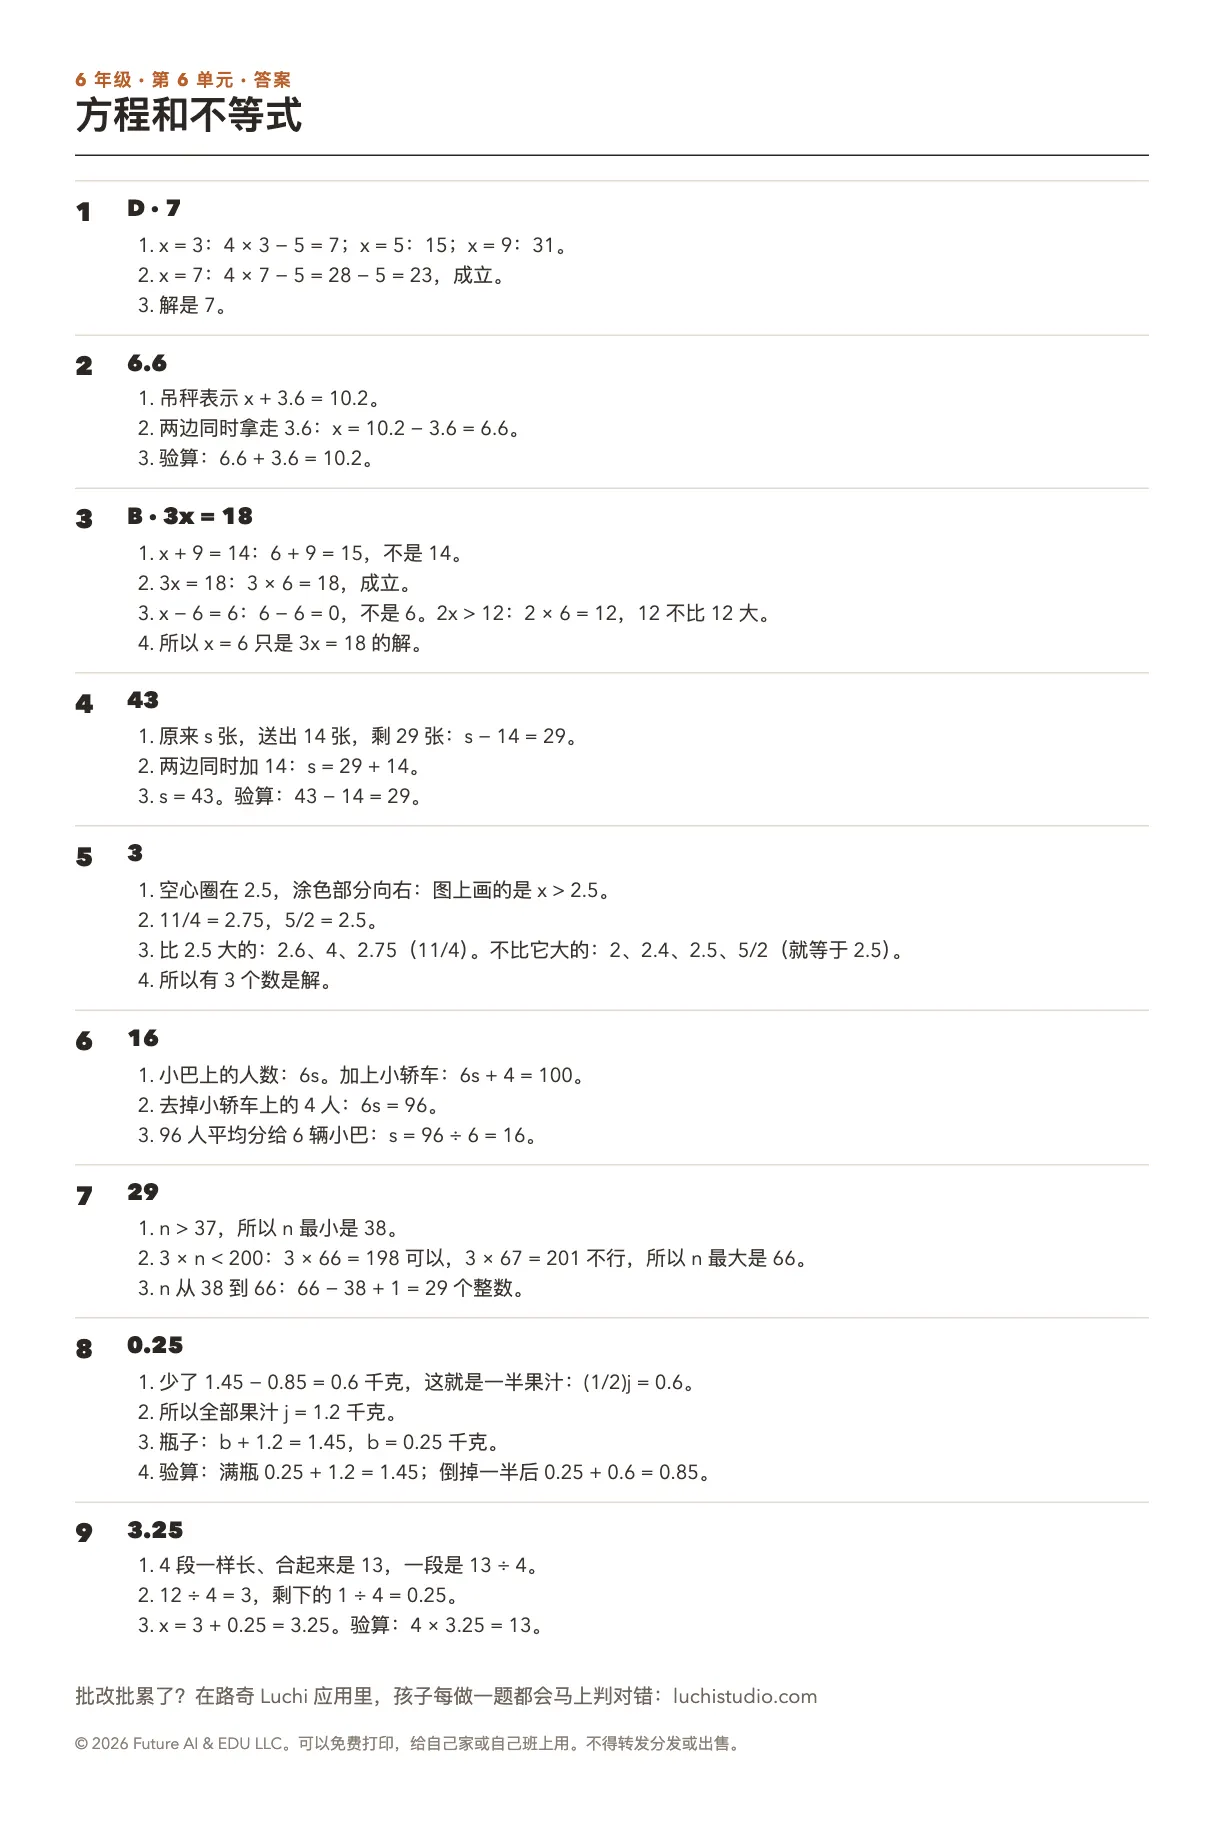 6 年级 · 第 6 单元 · 答案
方程和不等式
1 D · 7
1. x = 3：4 × 3 − 5 = 7；x = 5：15；x = 9：31。
2. x = 7：4 × 7 − 5 = 28 − 5 = 23，成立。
3. 解是 7。
2 6.6
1. 吊秤表示 x + 3.6 = 10.2。
2. 两边同时拿走 3.6：x = 10.2 − 3.6 = 6.6。
3. 验算：6.6 + 3.6 = 10.2。
3 B · 3x = 18
1. x + 9 = 14：6 + 9 = 15，不是 14。
2. 3x = 18：3 × 6 = 18，成立。
3. x − 6 = 6：6 − 6 = 0，不是 6。2x > 12：2 × 6 = 12，12 不比 12 大。
4. 所以 x = 6 只是 3x = 18 的解。
4 43
1. 原来 s 张，送出 14 张，剩 29 张：s − 14 = 29。
2. 两边同时加 14：s = 29 + 14。
3. s = 43。验算：43 − 14 = 29。
5 3
1. 空心圈在 2.5，涂色部分向右：图上画的是 x > 2.5。
2. 11/4 = 2.75，5/2 = 2.5。
3. 比 2.5 大的：2.6、4、2.75（11/4）。不比它大的：2、2.4、2.5、5/2（就等于 2.5）。
4. 所以有 3 个数是解。
6 16
1. 小巴上的人数：6s。加上小轿车：6s + 4 = 100。
2. 去掉小轿车上的 4 人：6s = 96。
3. 96 人平均分给 6 辆小巴：s = 96 ÷ 6 = 16。
7 29
1. n > 37，所以 n 最小是 38。
2. 3 × n < 200：3 × 66 = 198 可以，3 × 67 = 201 不行，所以 n 最大是 66。
3. n 从 38 到 66：66 − 38 + 1 = 29 个整数。
8 0.25
1. 少了 1.45 − 0.85 = 0.6 千克，这就是一半果汁：(1/2)j = 0.6。
2. 所以全部果汁 j = 1.2 千克。
3. 瓶子：b + 1.2 = 1.45，b = 0.25 千克。
4. 验算：满瓶 0.25 + 1.2 = 1.45；倒掉一半后 0.25 + 0.6 = 0.85。
9 3.25
1. 4 段一样长、合起来是 13，一段是 13 ÷ 4。
2. 12 ÷ 4 = 3，剩下的 1 ÷ 4 = 0.25。
3. x = 3 + 0.25 = 3.25。验算：4 × 3.25 = 13。
批改批累了？在路奇 Luchi 应用里，孩子每做一题都会马上判对错：luchistudio.com
© 2026 Future AI & EDU LLC。可以免费打印，给自己家或自己班上用。不得转发分发或出售。